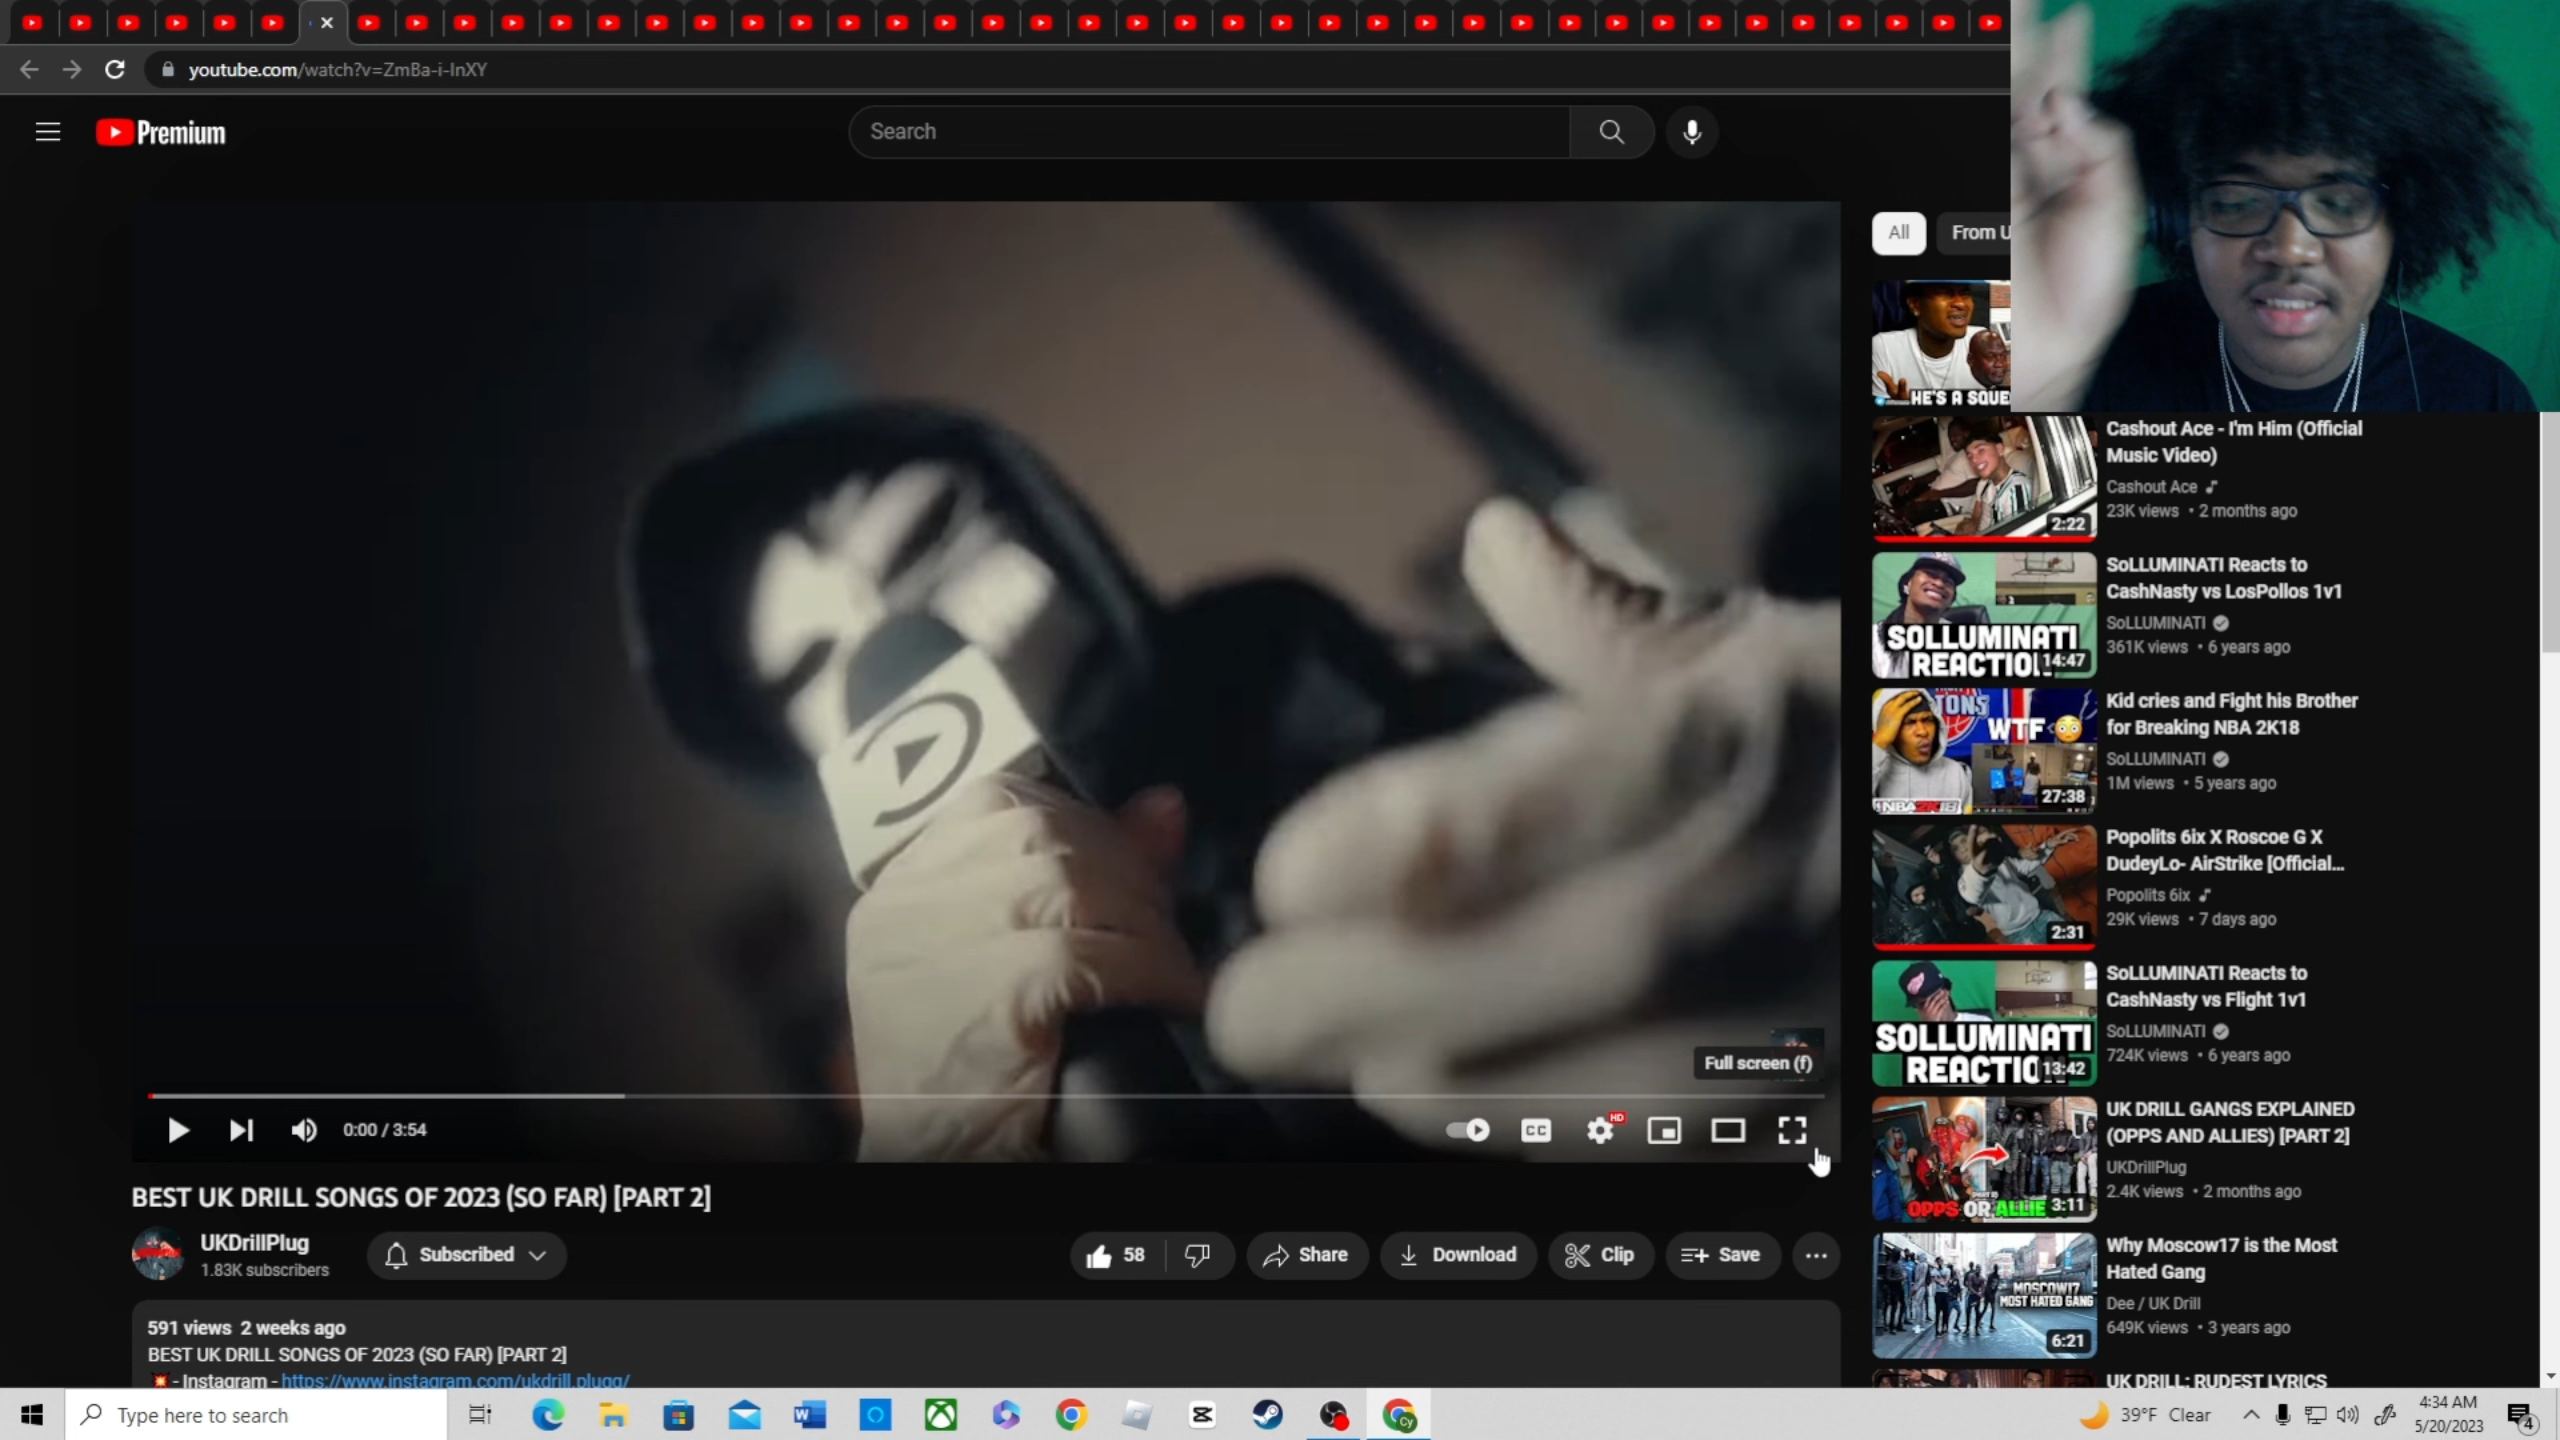 youtube.com/watch?v=ZmBa-i-InXY
Premium
Search
All
From U
HE'S A SQUE
Cashout Ace - I'm Him (Official
Music Video)
Cashout Ace
23K views • 2 months ago
2:22
SoLLUMINATI Reacts to
CashNasty vs LosPollos 1v1
SoLLUMINATI
361K views • 6 years ago
SOLLUMINATI
REACTIO
14:47
Kid cries and Fight his Brother
for Breaking NBA 2K18
SoLLUMINATI
1M views • 5 years ago
TONS
WTF
NBA 2K18
27:38
Popolits 6ix X Roscoe G X
DudeyLo- AirStrike [Official...
Popolits 6ix
29K views • 7 days ago
2:31
SoLLUMINATI Reacts to
CashNasty vs Flight 1v1
SoLLUMINATI
724K views • 6 years ago
SOLLUMINATI
REACTIO
13:42
UK DRILL GANGS EXPLAINED
(OPPS AND ALLIES) [PART 2]
UKDrillPlug
2.4K views • 2 months ago
OPPS OR ALLIE
3:11
Why Moscow17 is the Most
Hated Gang
Dee / UK Drill
649K views • 3 years ago
MOSCOW17
MOST HATED GANG
6:21
UK DRILL: RUDEST LYRICS
Full screen (f)
0:00 / 3:54
CC
HD
BEST UK DRILL SONGS OF 2023 (SO FAR) [PART 2]
UKDrillPlug
1.83K subscribers
Subscribed
58
Share
Download
Clip
Save
591 views 2 weeks ago
BEST UK DRILL SONGS OF 2023 (SO FAR) [PART 2]
- Instagram - https://www.instagram.com/ukdrill.plugg/
Type here to search
Cy
39°F Clear
4:34 AM
5/20/2023
4